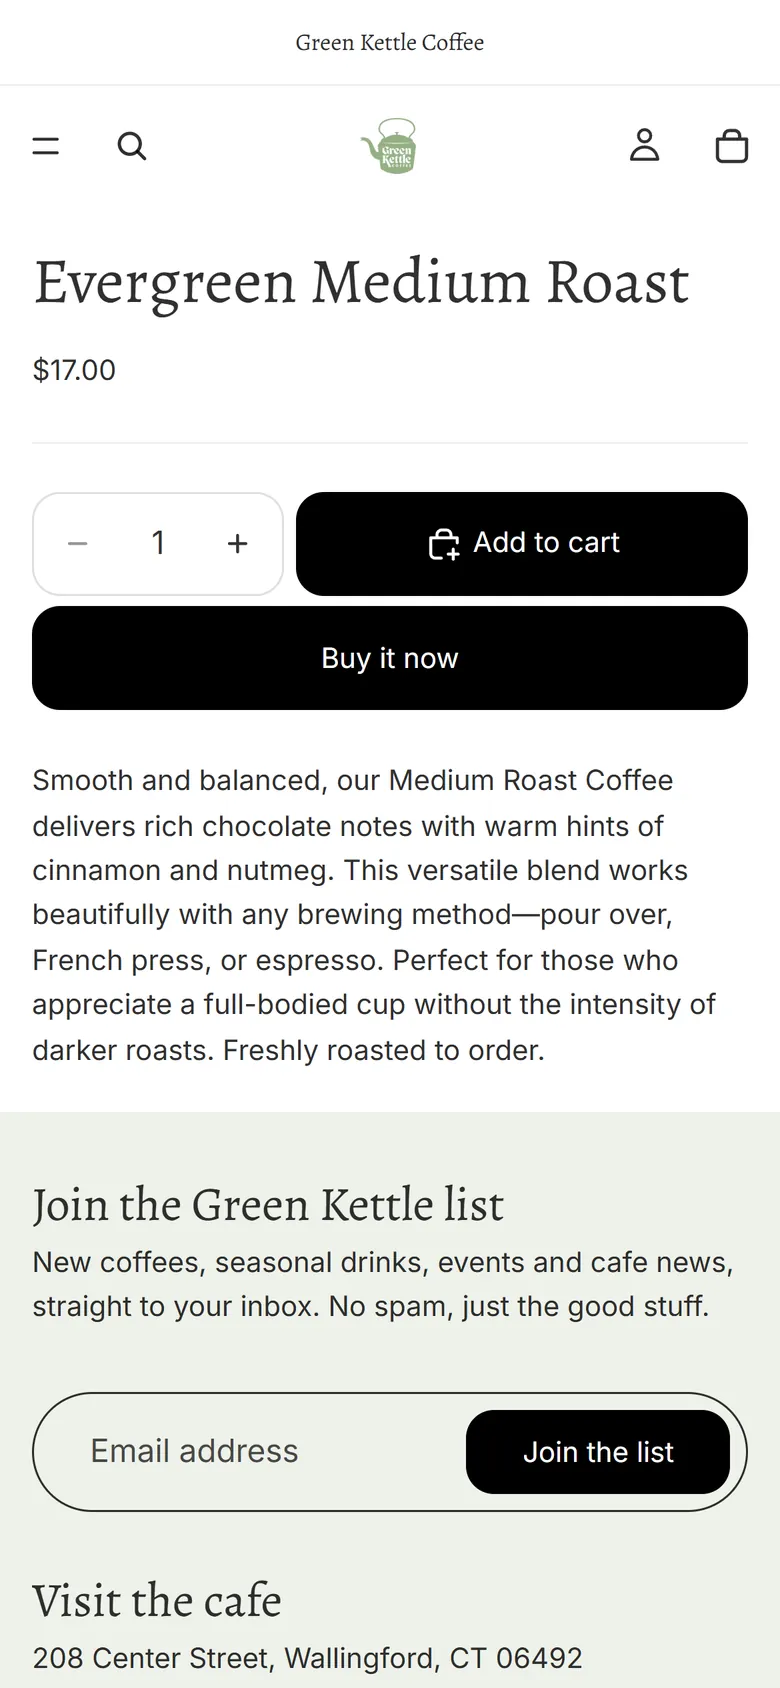 Green Kettle Coffee
Green
Kettle
COFFEE
Evergreen Medium Roast
$17.00
1
Add to cart
Buy it now
Smooth and balanced, our Medium Roast Coffee
delivers rich chocolate notes with warm hints of
cinnamon and nutmeg. This versatile blend works
beautifully with any brewing method—pour over,
French press, or espresso. Perfect for those who
appreciate a full-bodied cup without the intensity of
darker roasts. Freshly roasted to order.
Join the Green Kettle list
New coffees, seasonal drinks, events and cafe news,
straight to your inbox. No spam, just the good stuff.
Email address
Join the list
Visit the cafe
208 Center Street, Wallingford, CT 06492